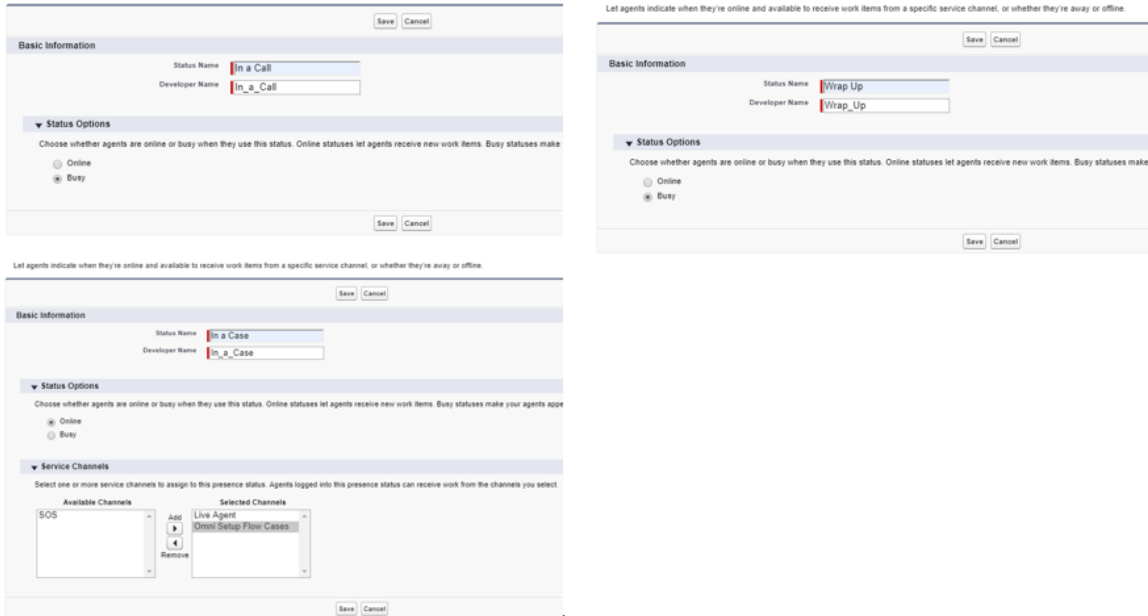 Save Cancel
Basic Information
Status Name In a Call
Developer Name In_a_Call
Status Options
Choose whether agents are online or busy when they use this status. Online statuses let agents receive new work items. Busy statuses make
Online
Busy
Save Cancel
Let agents indicate when they're online and available to receive work items from a specific service channel, or whether they're away or offline.
Save Cancel
Basic Information
Status Name Wrap Up
Developer Name Wrap_Up
Status Options
Choose whether agents are online or busy when they use this status. Online statuses let agents receive new work items. Busy statuses make
Online
Busy
Save Cancel
Let agents indicate when they're online and available to receive work items from a specific service channel, or whether they're away or offline.
Save Cancel
Basic Information
Status Name In a Case
Developer Name In_a_Case
Status Options
Choose whether agents are online or busy when they use this status. Online statuses let agents receive new work items. Busy statuses make your agents appe
Online
Busy
Service Channels
Select one or more service channels to assign to this presence status. Agents logged into this presence status can receive work from the channels you select.
Available Channels Selected Channels
SOS Add Live Agent
Omni Setup Flow Cases
Remove
Save Cancel